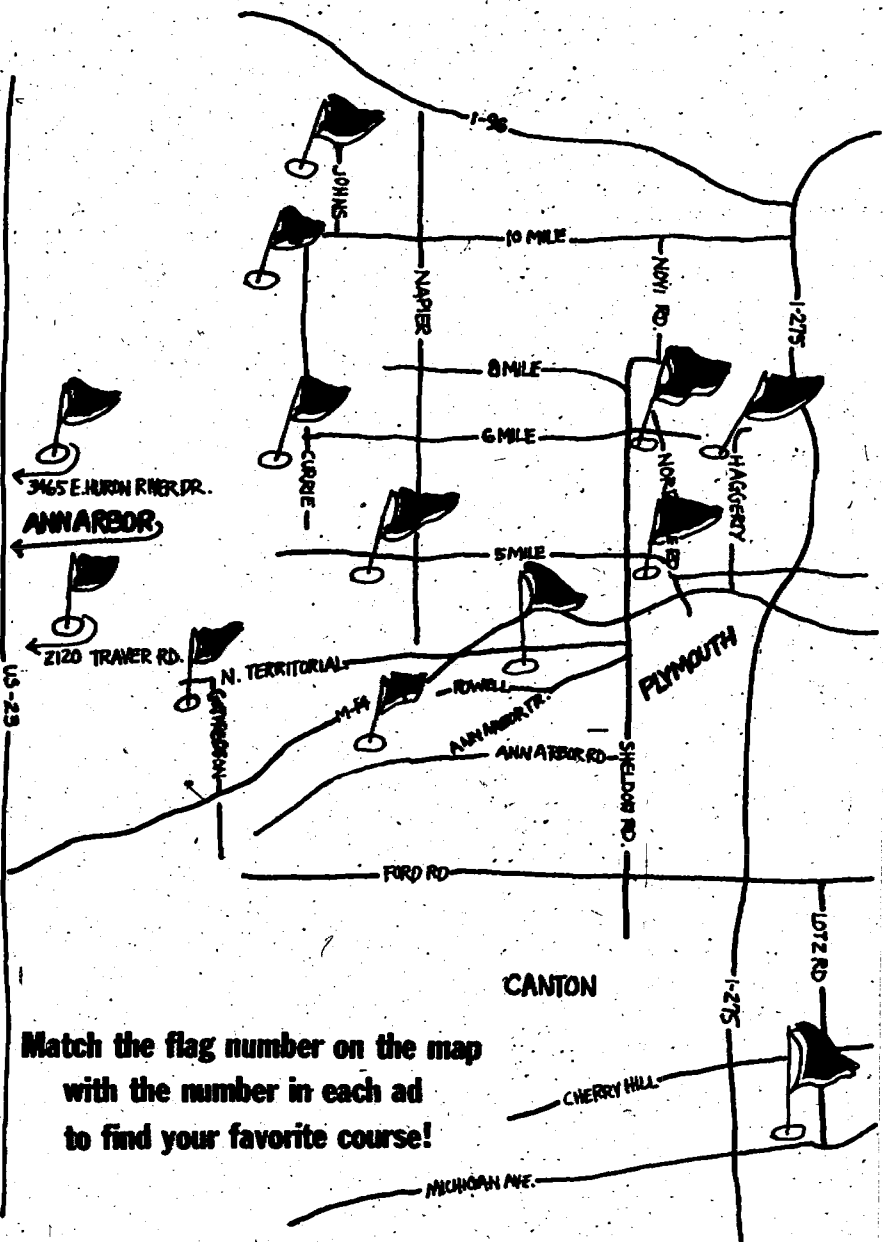 I-96
JOHNS
10 MILE
NAPIER
NOVI RD.
I-275
8 MILE
6 MILE
CURRIE
HAGGERTY
3465 E. HURON RIVER DR.
ANN ARBOR
5 MILE
2120 TRAVER RD.
N. TERRITORIAL
PLYMOUTH
POWELL
M-14
ANN ARBOR TR.
ANN ARBOR RD
SHELDON RD.
US-23
FORD RD
LOTZ RD
CANTON
I-275
Match the flag number on the map
with the number in each ad
to find your favorite course!
CHERRY HILL
MICHIGAN AVE.